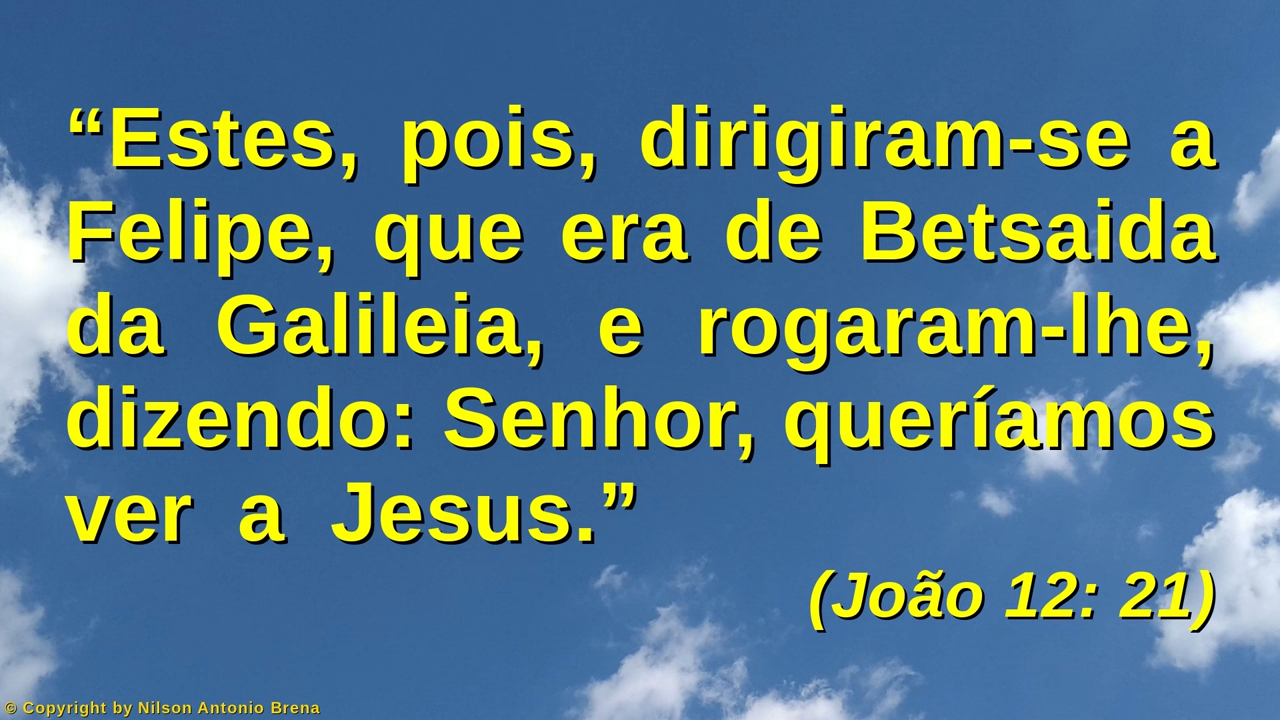 “Estes, pois, dirigiram-se a
Felipe, que era de Betsaida
da Galileia, e rogaram-lhe,
dizendo: Senhor, queríamos
ver a Jesus.”
(João 12: 21)
© Copyright by Nilson Antonio Brena